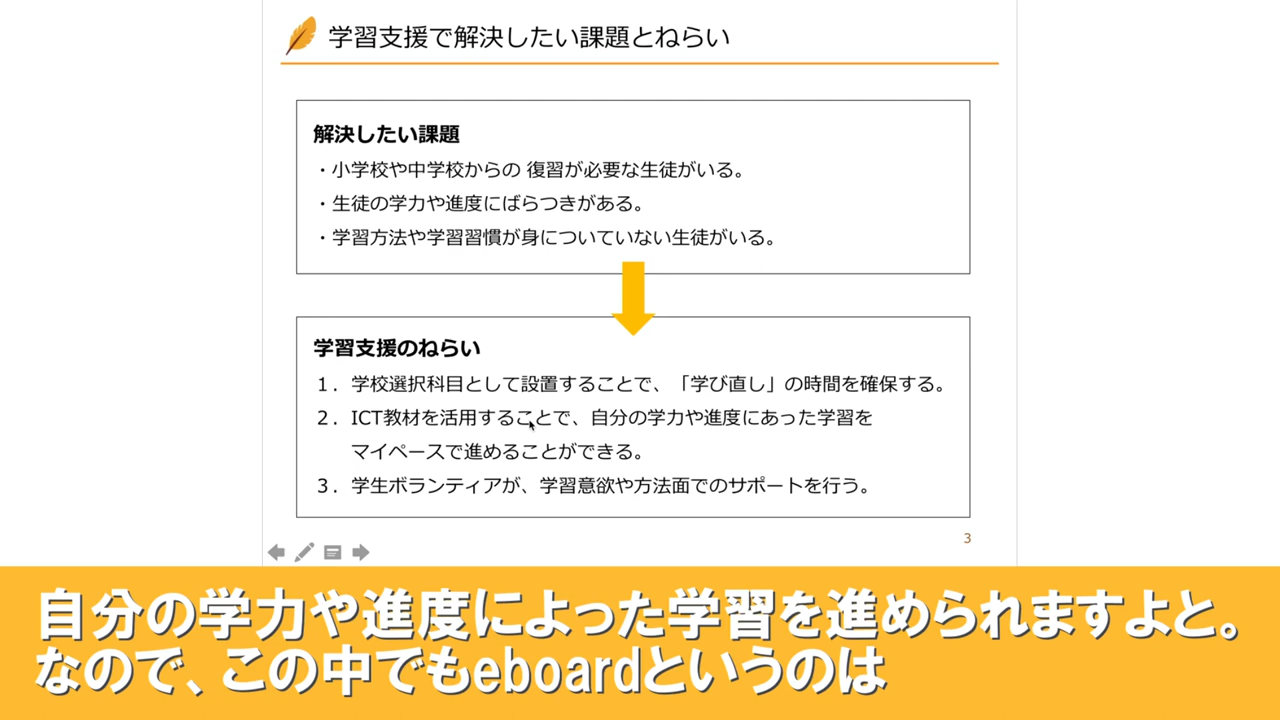 学習支援で解決したい課題とねらい
解決したい課題
・小学校や中学校からの 復習が必要な生徒がいる。
・生徒の学力や進度にばらつきがある。
・学習方法や学習習慣が身についていない生徒がいる。
学習支援のねらい
１．学校選択科目として設置することで、「学び直し」の時間を確保する。
２．ICT教材を活用することで、自分の学力や進度にあった学習を
マイペースで進めることができる。
３．学生ボランティアが、学習意欲や方法面でのサポートを行う。
3
自分の学力や進度によった学習を進められますよと。
なので、この中でもeboardというのは